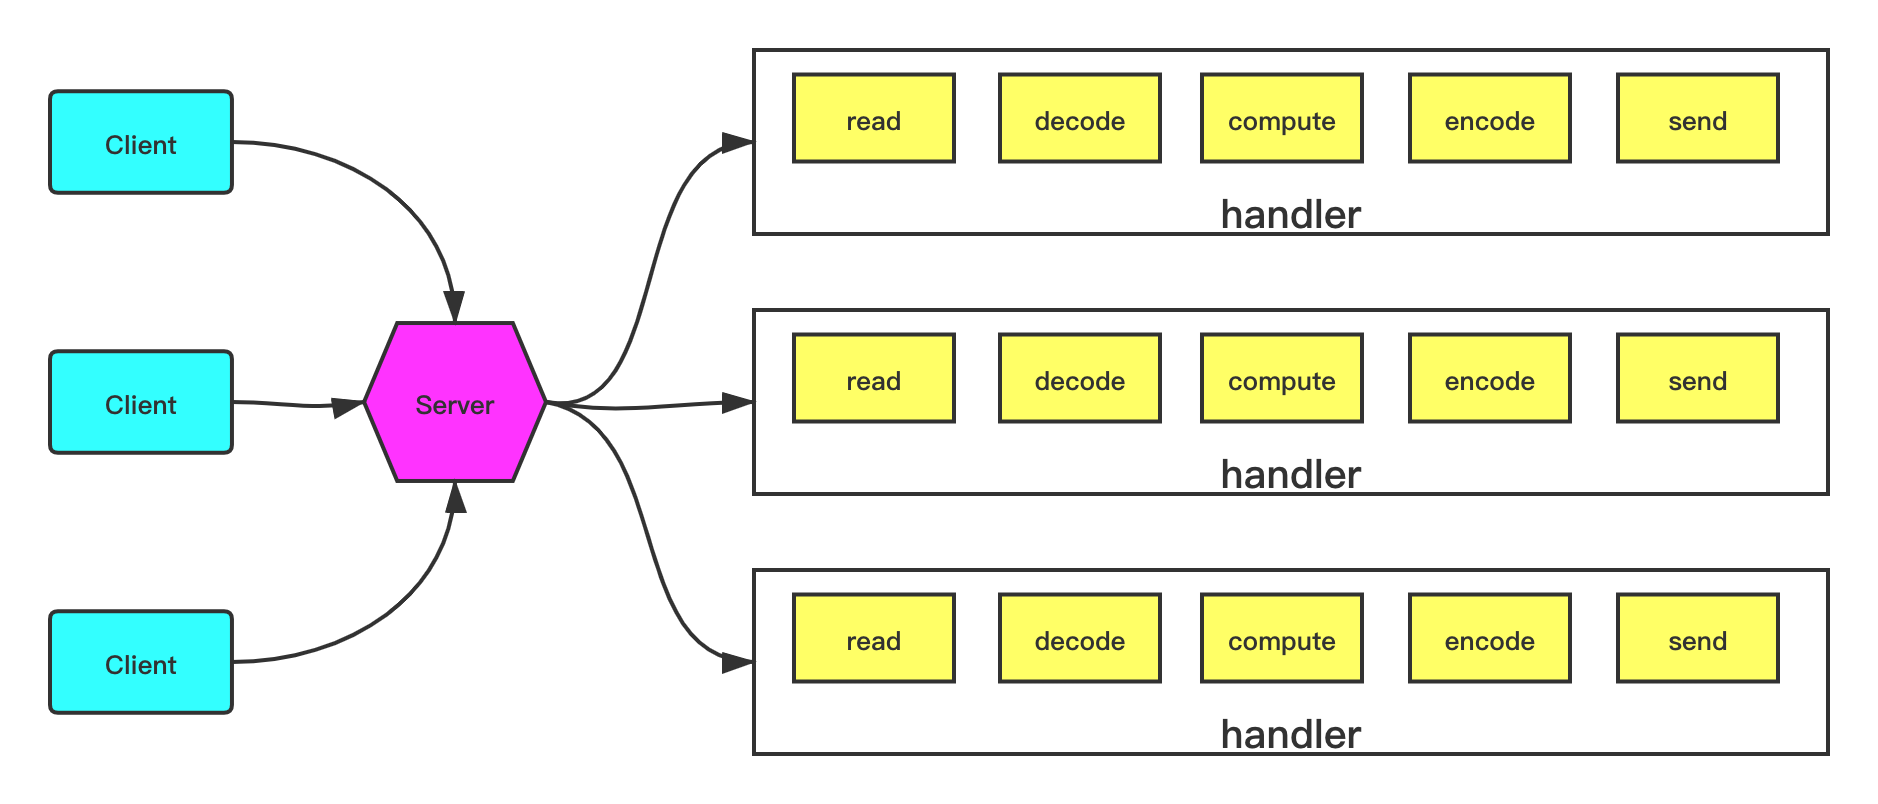 Client
read decode compute encode send
handler
Client
Server
read decode compute encode send
handler
Client
read decode compute encode send
handler